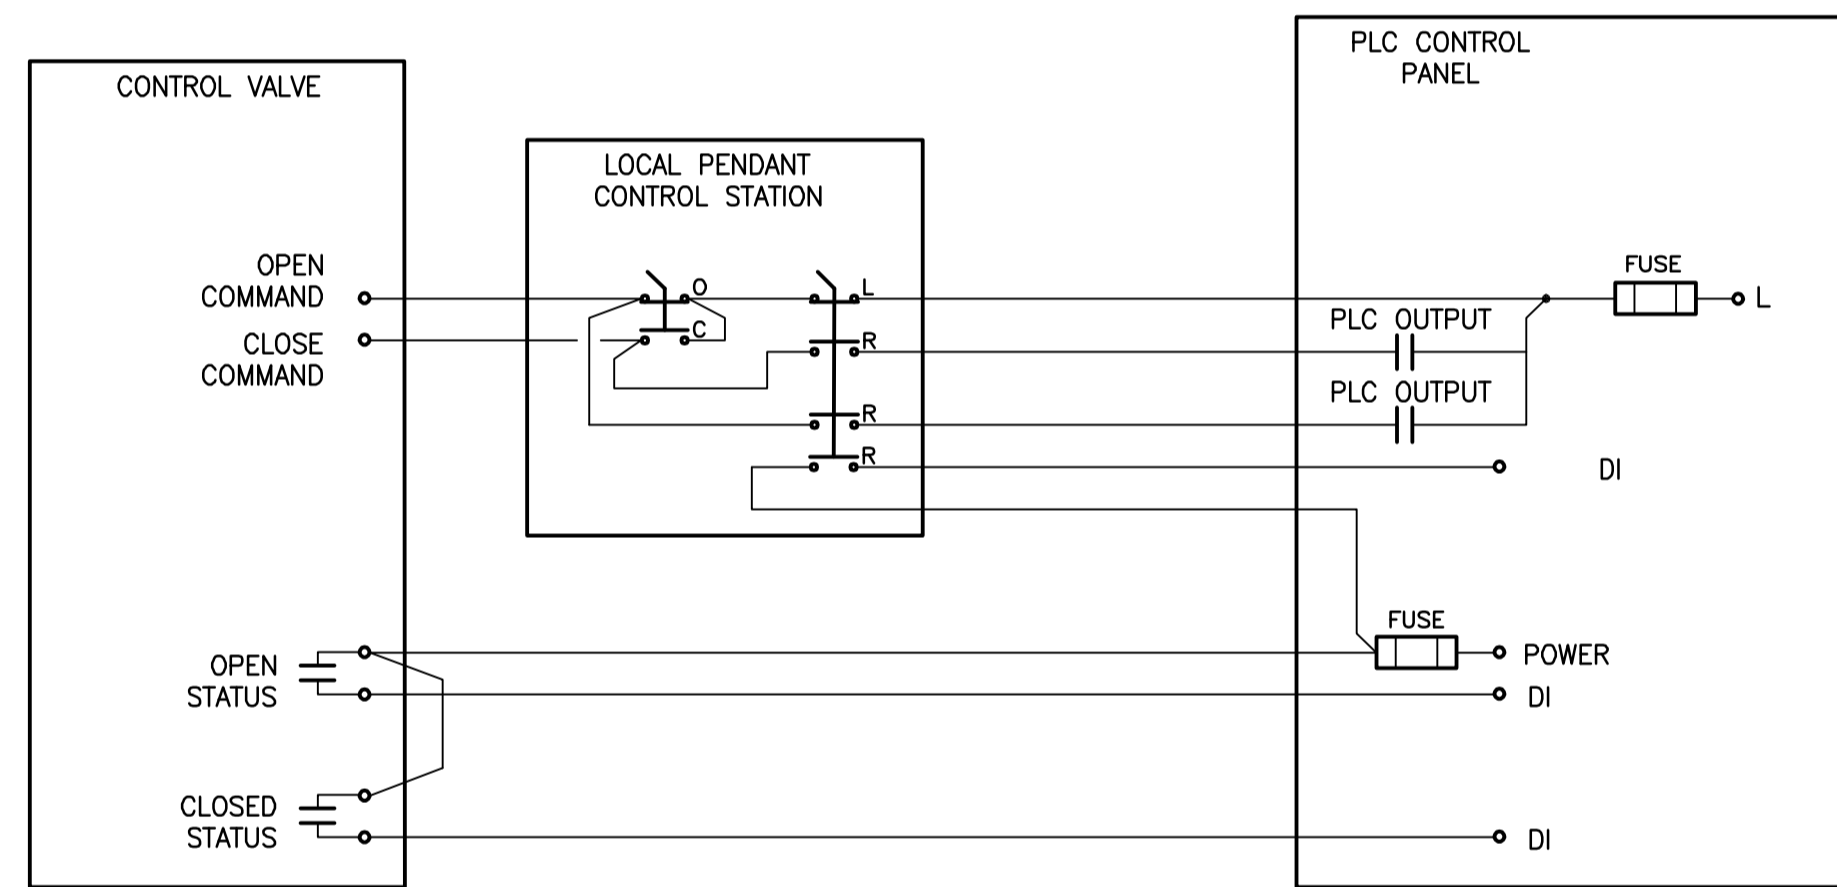 PLC CONTROL
PANEL
CONTROL VALVE
LOCAL PENDANT
CONTROL STATION
OPEN
COMMAND
O
L
FUSE
L
CLOSE
COMMAND
C
R
PLC OUTPUT
PLC OUTPUT
R
R
DI
FUSE
OPEN
STATUS
POWER
DI
CLOSED
STATUS
DI